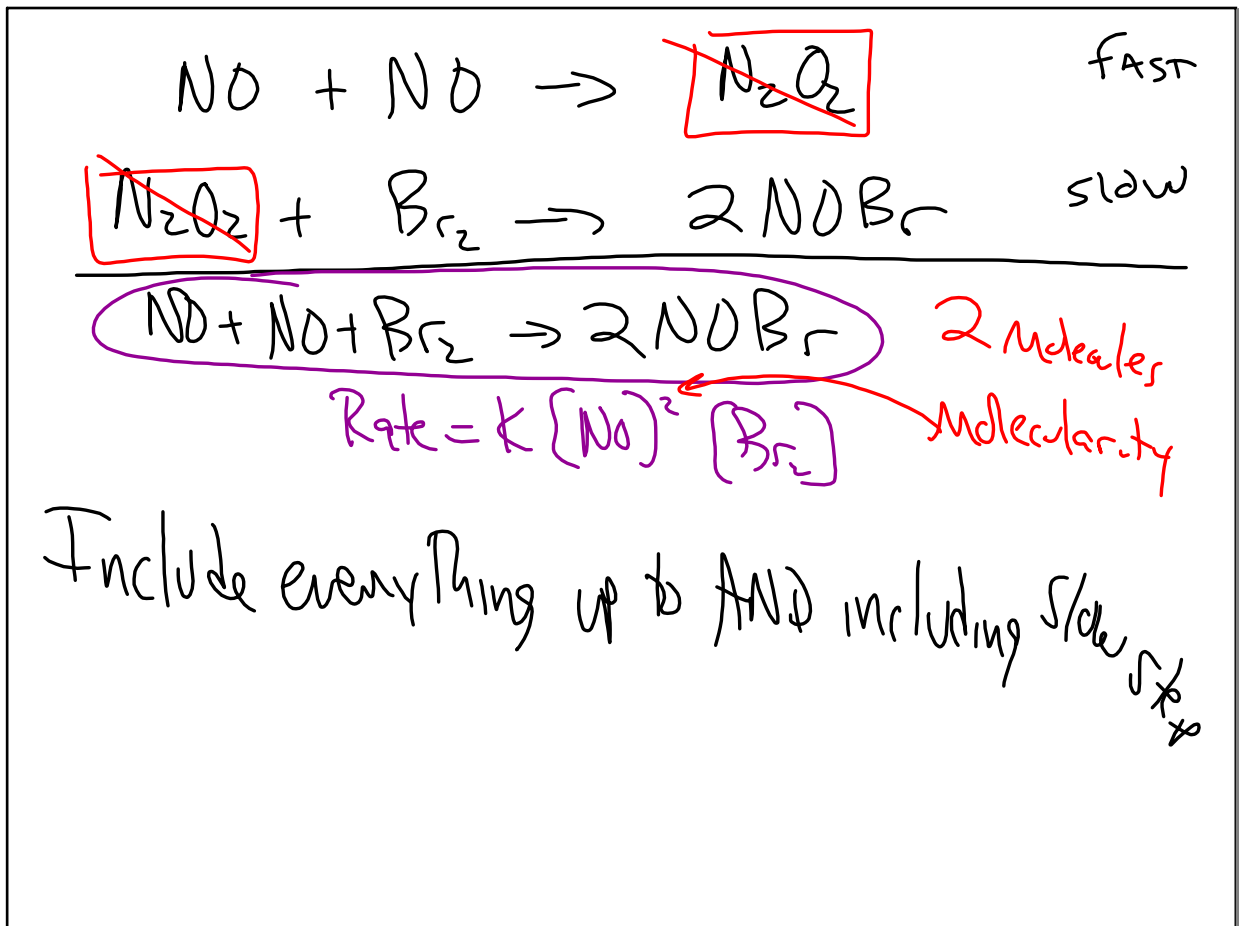 NO + NO → N₂O₂ fAST
N₂O₂ + Br₂ → 2NOBr slow
NO + NO + Br₂ → 2NOBr 2 Molecules
Rate = K [NO]² [Br₂] Molecularity
Include everything up to AND including Slow Step